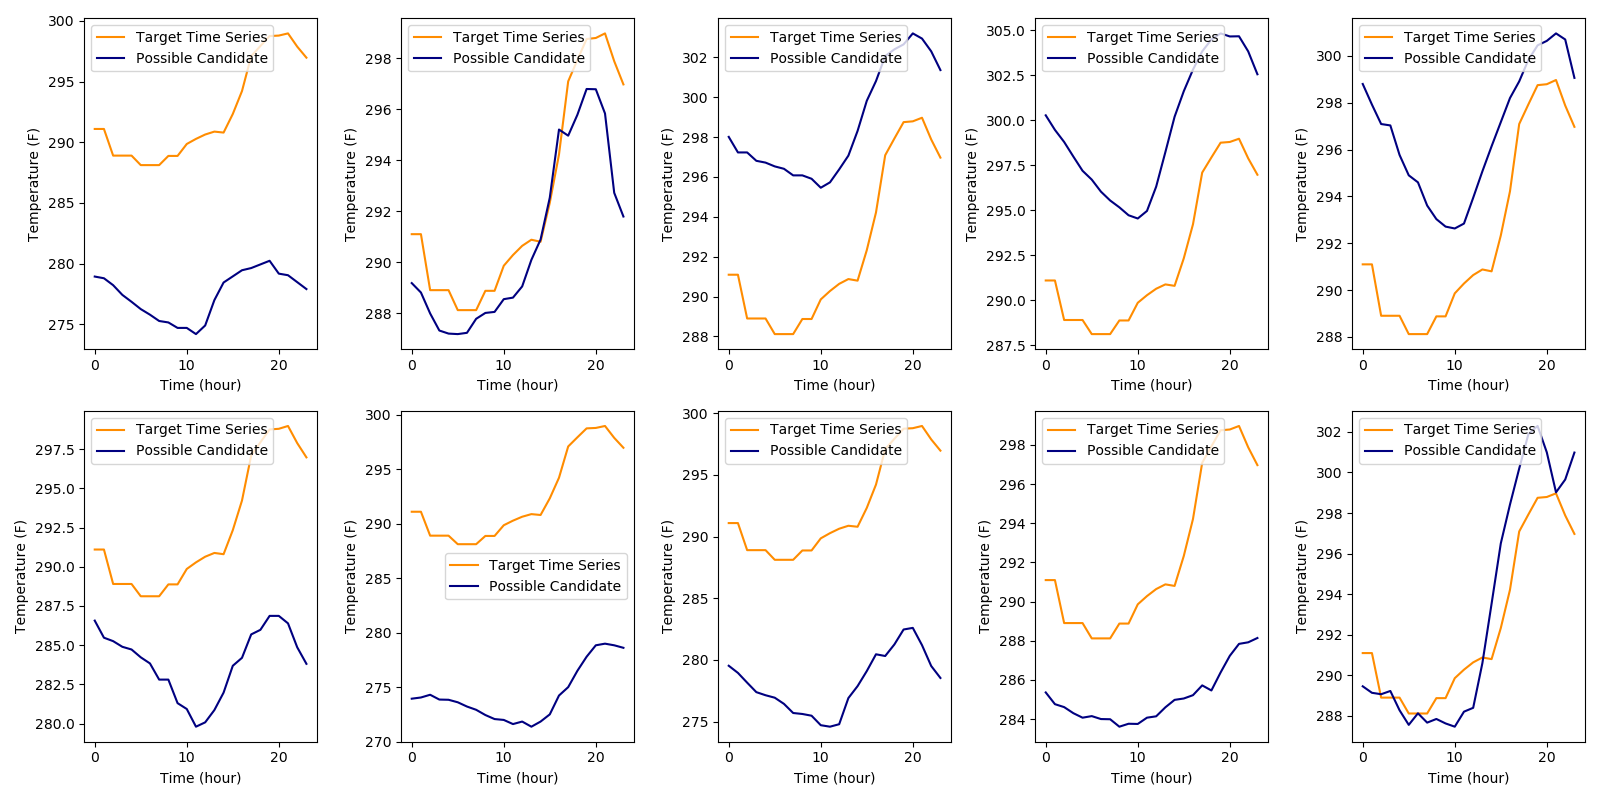 300
295
290
285
280
275
Temperature (F)
0
20
Time (hour)
Target Time Series
Possible Candidate
298
296
294
292
290
288
Temperature (F)
0
10
20
Time (hour)
Target Time Series
Possible Candidate
302
300
298
296
294
292
290
288
Temperature (F)
0
10
20
Time (hour)
Target Time Series
Possible Candidate
305.0
302.5
300.0
297.5
295.0
292.5
290.0
287.5
Temperature (F)
0
10
20
Time (hour)
Target Time Series
Possible Candidate
300
298
296
294
292
290
288
Temperature (F)
0
10
20
Time (hour)
Target Time Series
Possible Candidate
297.5
295.0
292.5
290.0
287.5
285.0
282.5
280.0
Temperature (F)
0
10
20
Time (hour)
Target Time Series
Possible Candidate
300
295
290
285
280
275
270
Temperature (F)
0
10
20
Time (hour)
Target Time Series
Possible Candidate
300
295
290
285
280
275
Temperature (F)
0
10
20
Time (hour)
Target Time Series
Possible Candidate
298
296
294
292
290
288
286
284
Temperature (F)
0
10
20
Time (hour)
Target Time Series
Possible Candidate
302
300
298
296
294
292
290
288
Temperature (F)
0
10
20
Time (hour)
Target Time Series
Possible Candidate